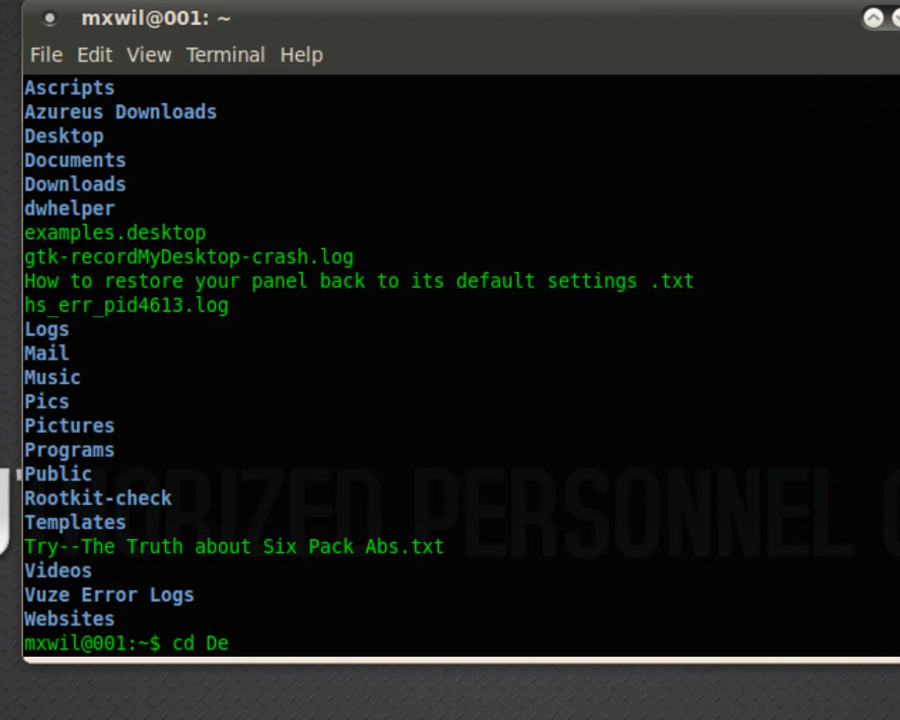 mxwil@001: ~
File Edit View Terminal Help
Ascripts
Azureus Downloads
Desktop
Documents
Downloads
dwhelper
examples.desktop
gtk-recordMyDesktop-crash.log
How to restore your panel back to its default settings .txt
hs_err_pid4613.log
Logs
Mail
Music
Pics
Pictures
Programs
Public
Rootkit-check
Templates
Try--The Truth about Six Pack Abs.txt
Videos
Vuze Error Logs
Websites
mxwil@001:~$ cd De
PERSONNEL